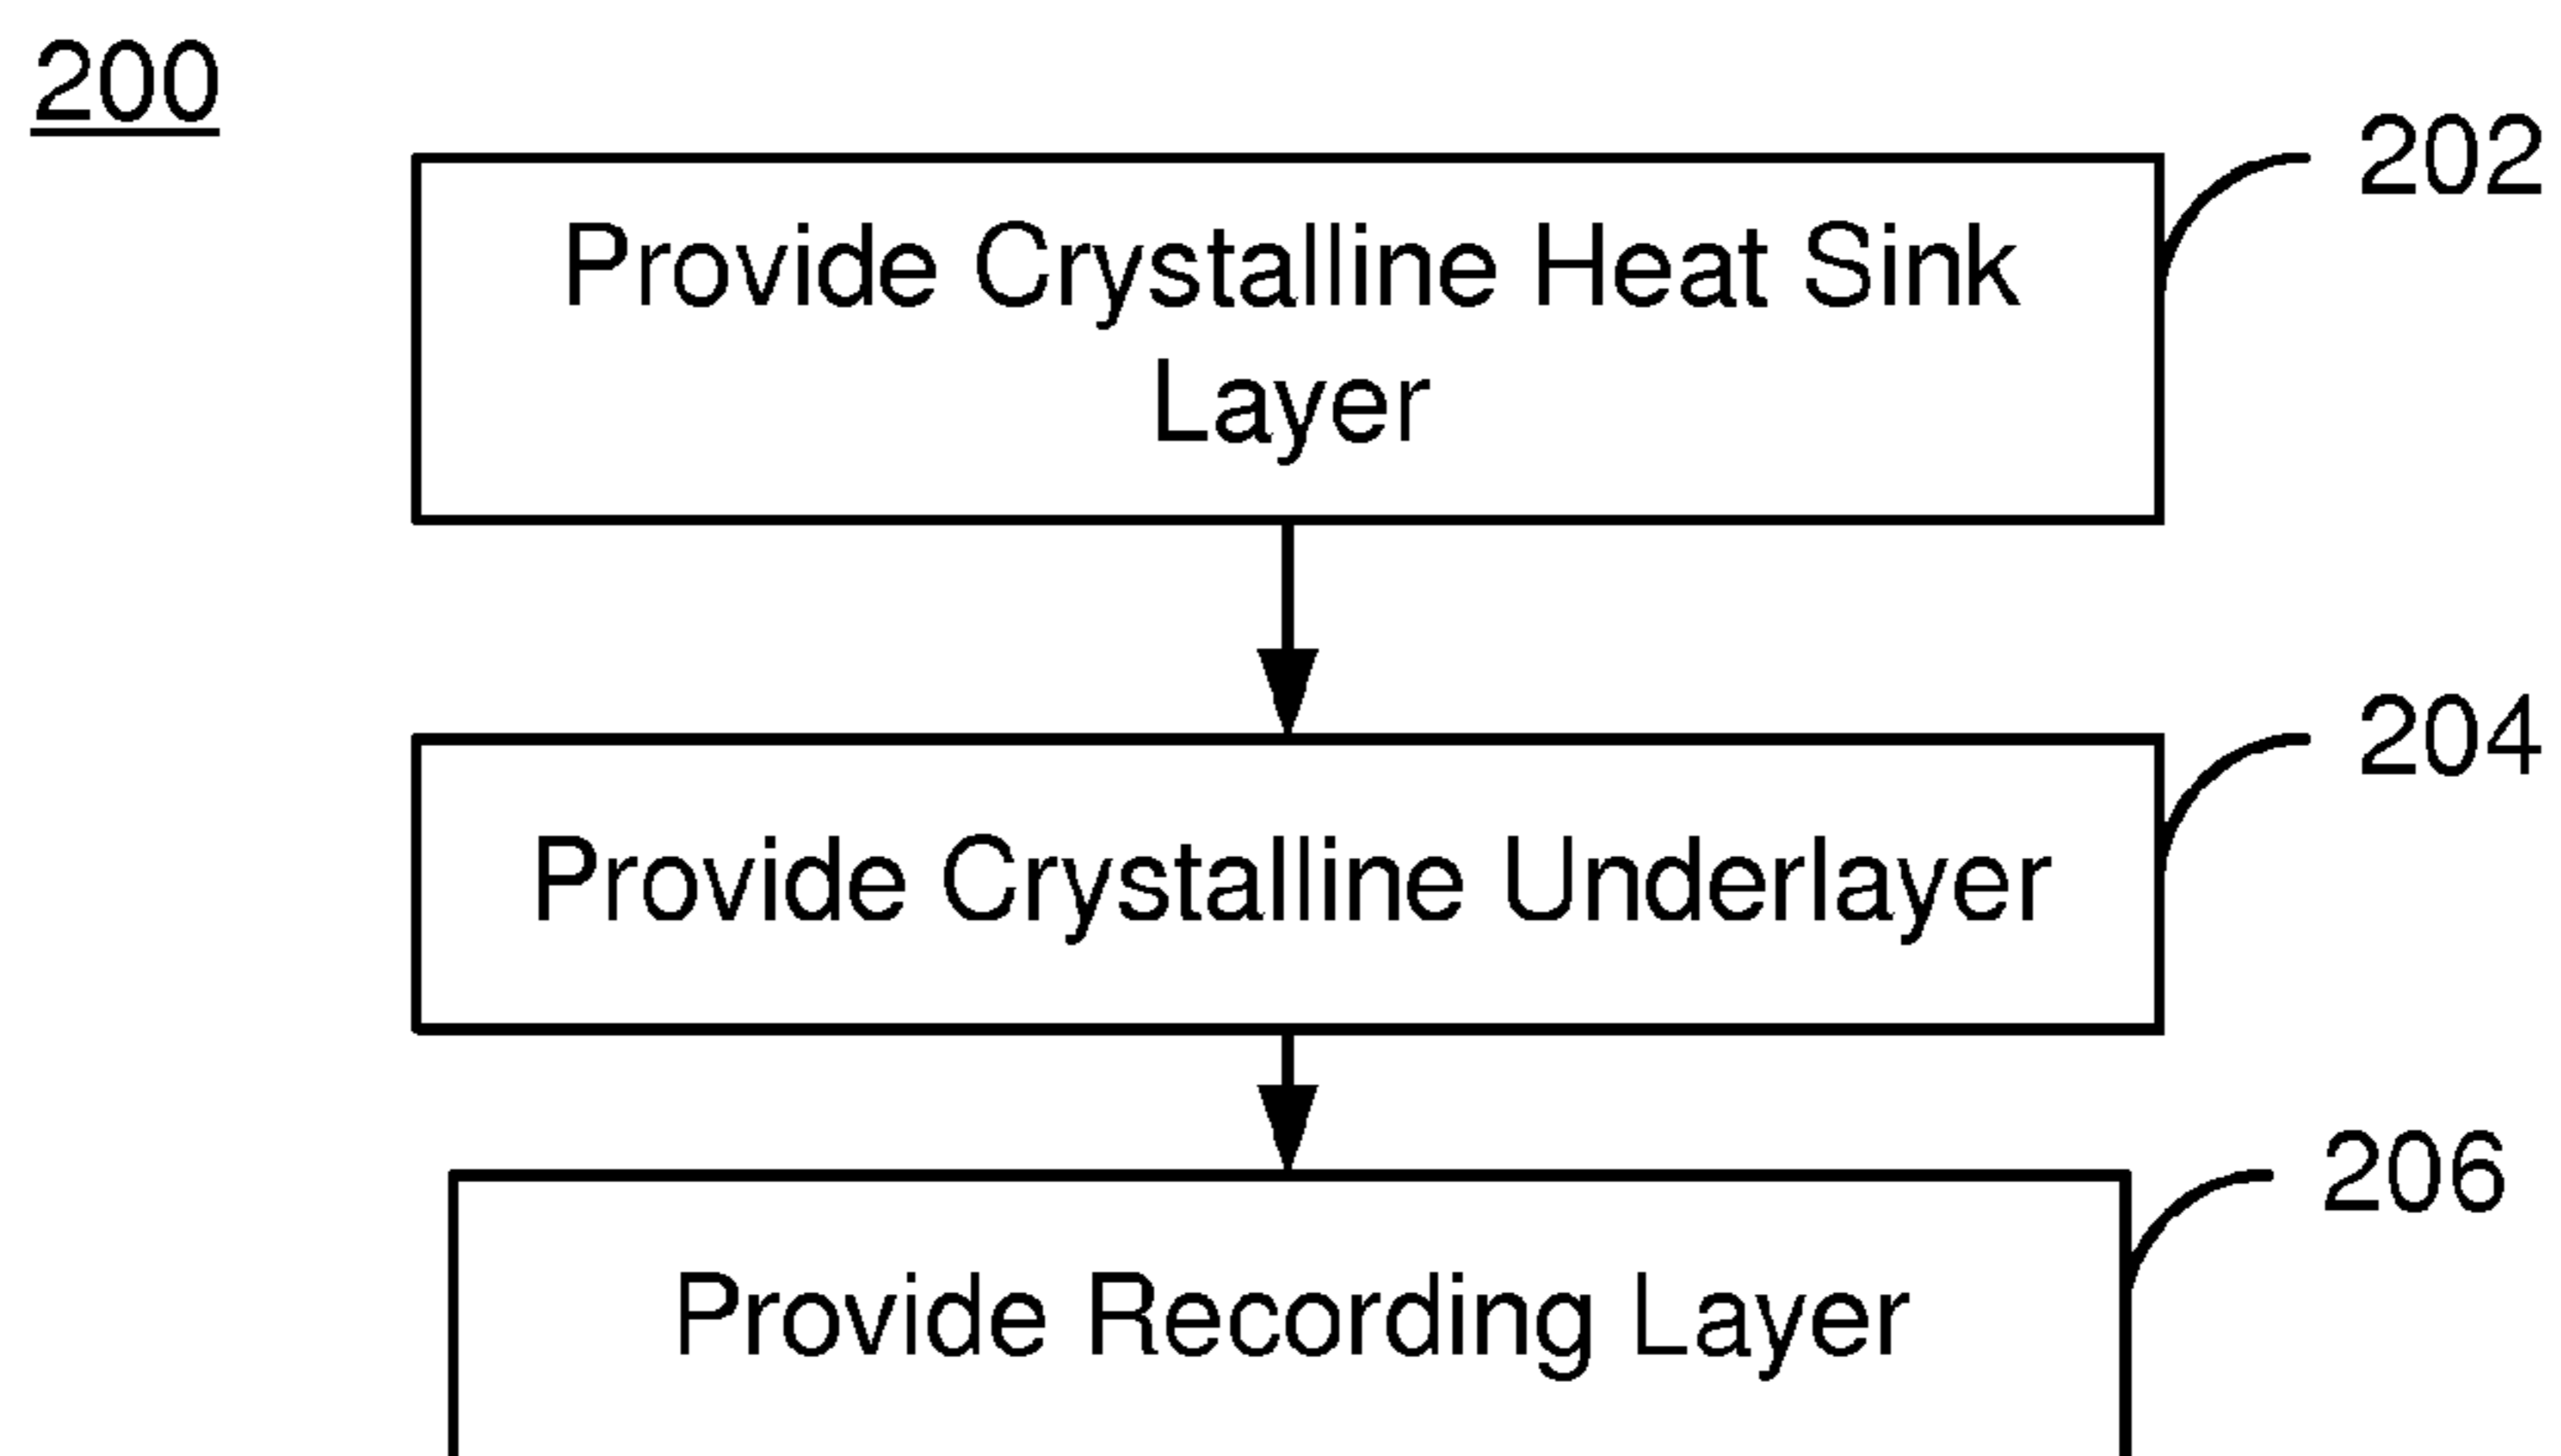 200
202
Provide Crystalline Heat Sink
Layer
204
Provide Crystalline Underlayer
206
Provide Recording Layer